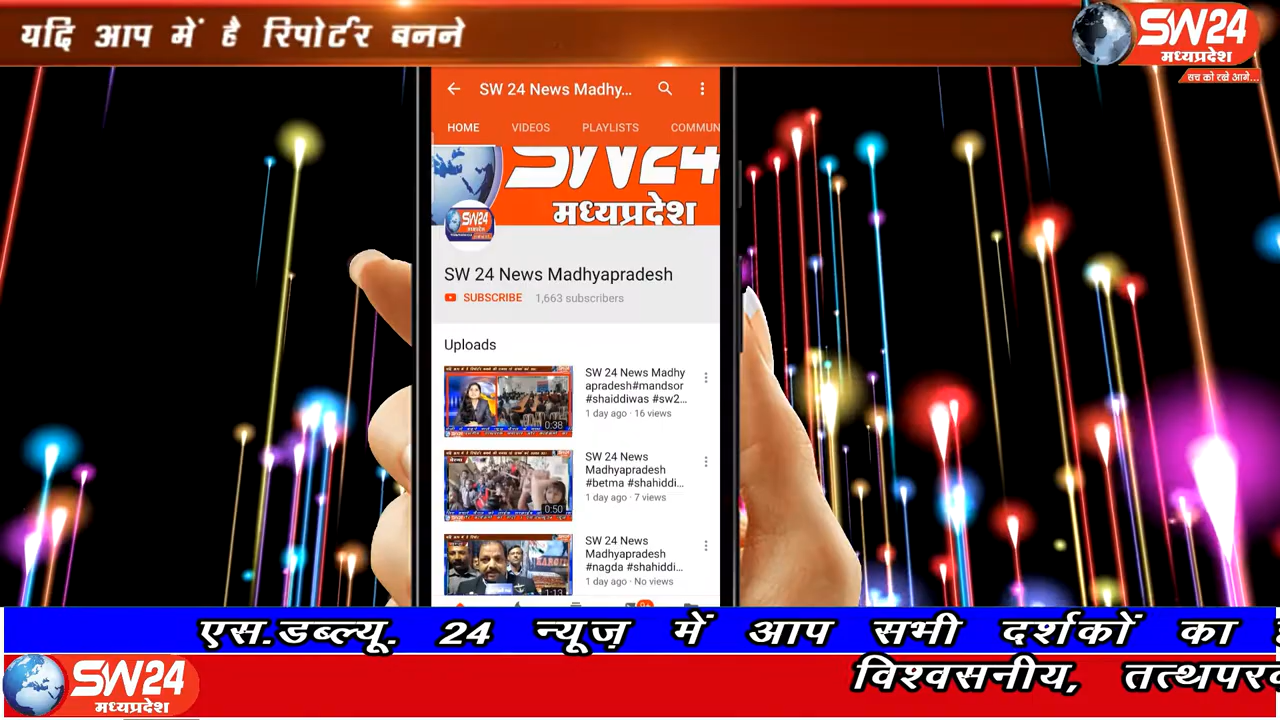 यदि आप में है रिपोर्टर बनने
SW24
मध्यप्रदेश
सच को रखे आगे...
SW 24 News Madhy...
HOME VIDEOS PLAYLISTS COMMUN
SW24
मध्यप्रदेश
SW24
SW 24 News Madhyapradesh
SUBSCRIBE 1,663 subscribers
Uploads
SW 24 News Madhy
apradesh#mandsor
#shaiddiwas #sw2...
1 day ago · 16 views
0:38
SW 24 News
Madhyapradesh
#betma #shahiddi...
1 day ago · 7 views
0:50
SW 24 News
Madhyapradesh
#nagda #shahiddi...
1 day ago · No views
1:13
एस.डब्ल्यू. 24 न्यूज़ में आप सभी दर्शकों का
विश्वसनीय, तत्थपरक
SW24
मध्यप्रदेश